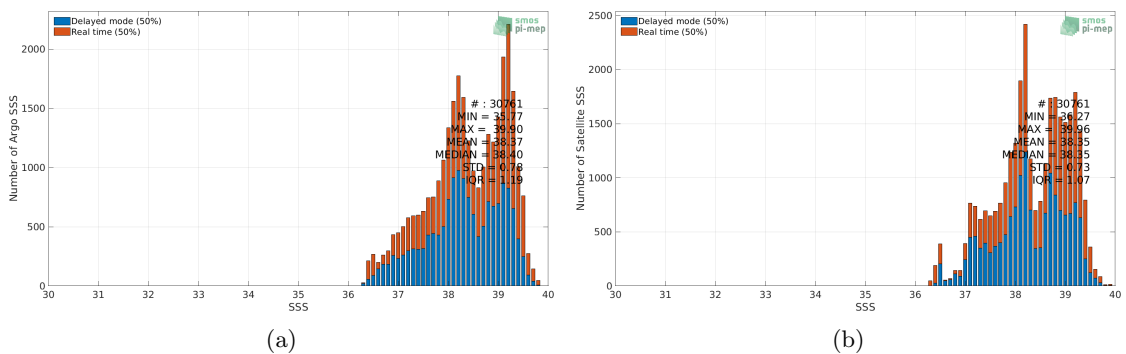 Delayed mode (50%)
Real time (50%)
smos
pi-mep
# : 30761
MIN = 35.77
MAX = 39.90
MEAN = 38.37
MEDIAN = 38.40
STD = 0.78
IQR = 1.19
Number of Argo SSS
2000
1500
1000
500
0
30 31 32 33 34 35 36 37 38 39 40
SSS
(a)
Delayed mode (50%)
Real time (50%)
smos
pi-mep
# : 30761
MIN = 36.27
MAX = 39.96
MEAN = 38.35
MEDIAN = 38.35
STD = 0.73
IQR = 1.07
Number of Satellite SSS
2500
2000
1500
1000
500
0
30 31 32 33 34 35 36 37 38 39 40
SSS
(b)